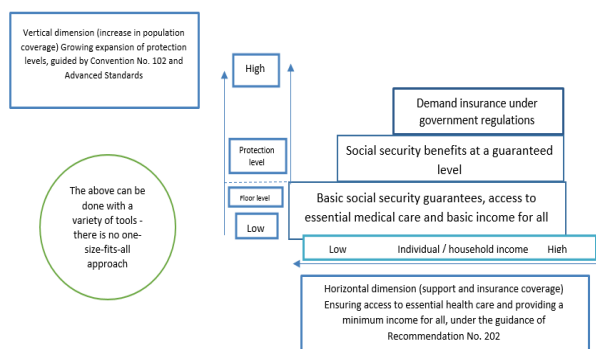 Vertical dimension (increase in population
coverage) Growing expansion of protection
levels, guided by Convention No. 102 and
Advanced Standards
High
Demand insurance under
government regulations
Protection
level
Social security benefits at a guaranteed
level
The above can be
done with a
variety of tools -
there is no one-
size-fits-all
approach
Floor level
Basic social security guarantees, access to
essential medical care and basic income for all
Low
Low Individual / household income High
Horizontal dimension (support and insurance coverage)
Ensuring access to essential health care and providing a
minimum income for all, under the guidance of
Recommendation No. 202